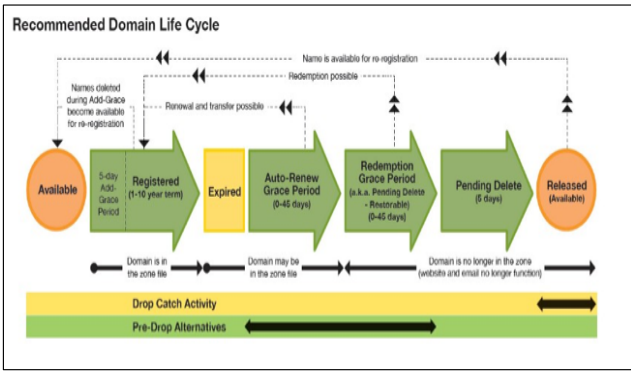 Recommended Domain Life Cycle
Name is available for re-registration
Redemption possible
Names deleted
during Add-Grace
become available
for re-registration
Renewal and transfer possible
Available
5-day
Add-
Grace
Period
Registered
(1-10 year term)
Expired
Auto-Renew
Grace Period
(0-45 days)
Redemption
Grace Period
(a.k.a. Pending Delete
- Restorable)
(0-45 days)
Pending Delete
(5 days)
Released
(Available)
Domain is in
the zone file
Domain may be
in the zone file
Domain is no longer in the zone
(website and email no longer function)
Drop Catch Activity
Pre-Drop Alternatives